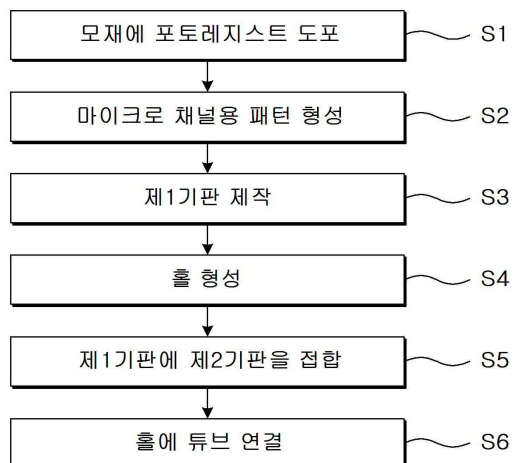 모재에 포토레지스트 도포 S1
마이크로 채널용 패턴 형성 S2
제1기판 제작 S3
홀 형성 S4
제1기판에 제2기판을 접합 S5
홀에 튜브 연결 S6